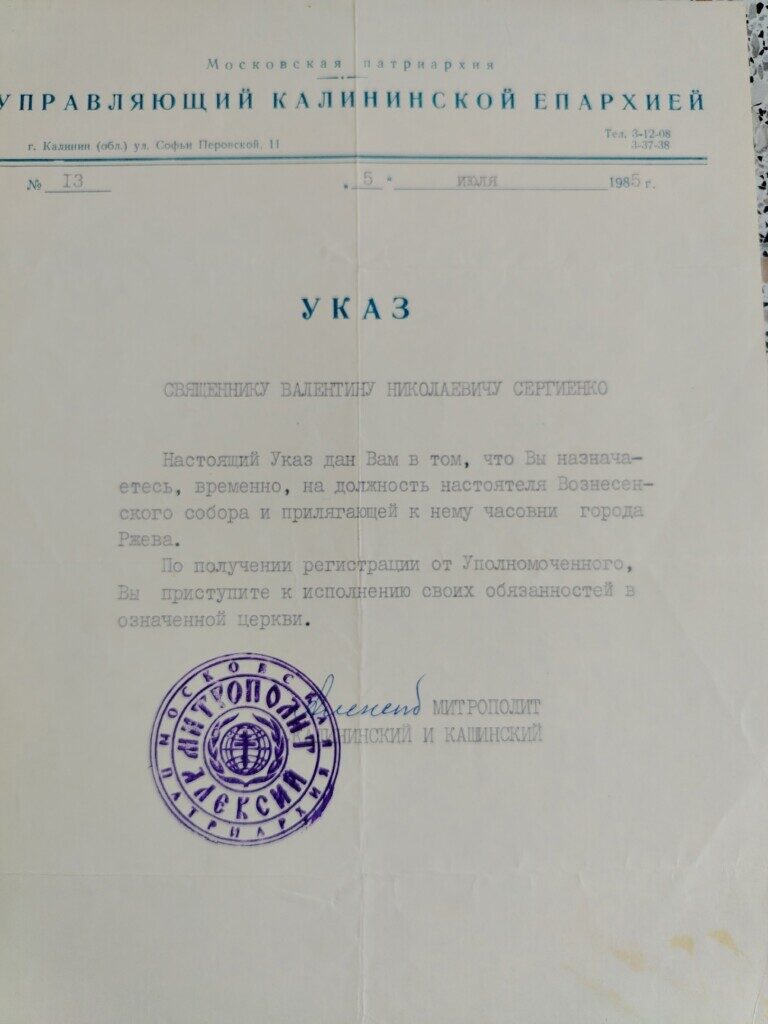 Московская патриархия
УПРАВЛЯЮЩИЙ КАЛИНИНСКОЙ ЕПАРХИЕЙ
г. Калинин (обл.) ул. Софьи Перовской, 11
Тел. 3-12-08
3-37-38
№ 13 „ 5 " июля 1985 г.
УКАЗ
СВЯЩЕННИКУ ВАЛЕНТИНУ НИКОЛАЕВИЧУ СЕРГИЕНКО
Настоящий Указ дан Вам в том, что Вы назнача-
етесь, временно, на должность настоятеля Вознесен-
ского собора и прилягающей к нему часовни города
Ржева.
По получении регистрации от Уполномоченного,
Вы приступите к исполнению своих обязанностей в
означенной церкви.
МИТРОПОЛИТ
КАЛИНИНСКИЙ И КАШИНСКИЙ
МОСКОВСКАЯ ПАТРИАРХИЯ
МИТРОПОЛИТ АЛЕКСИЙ